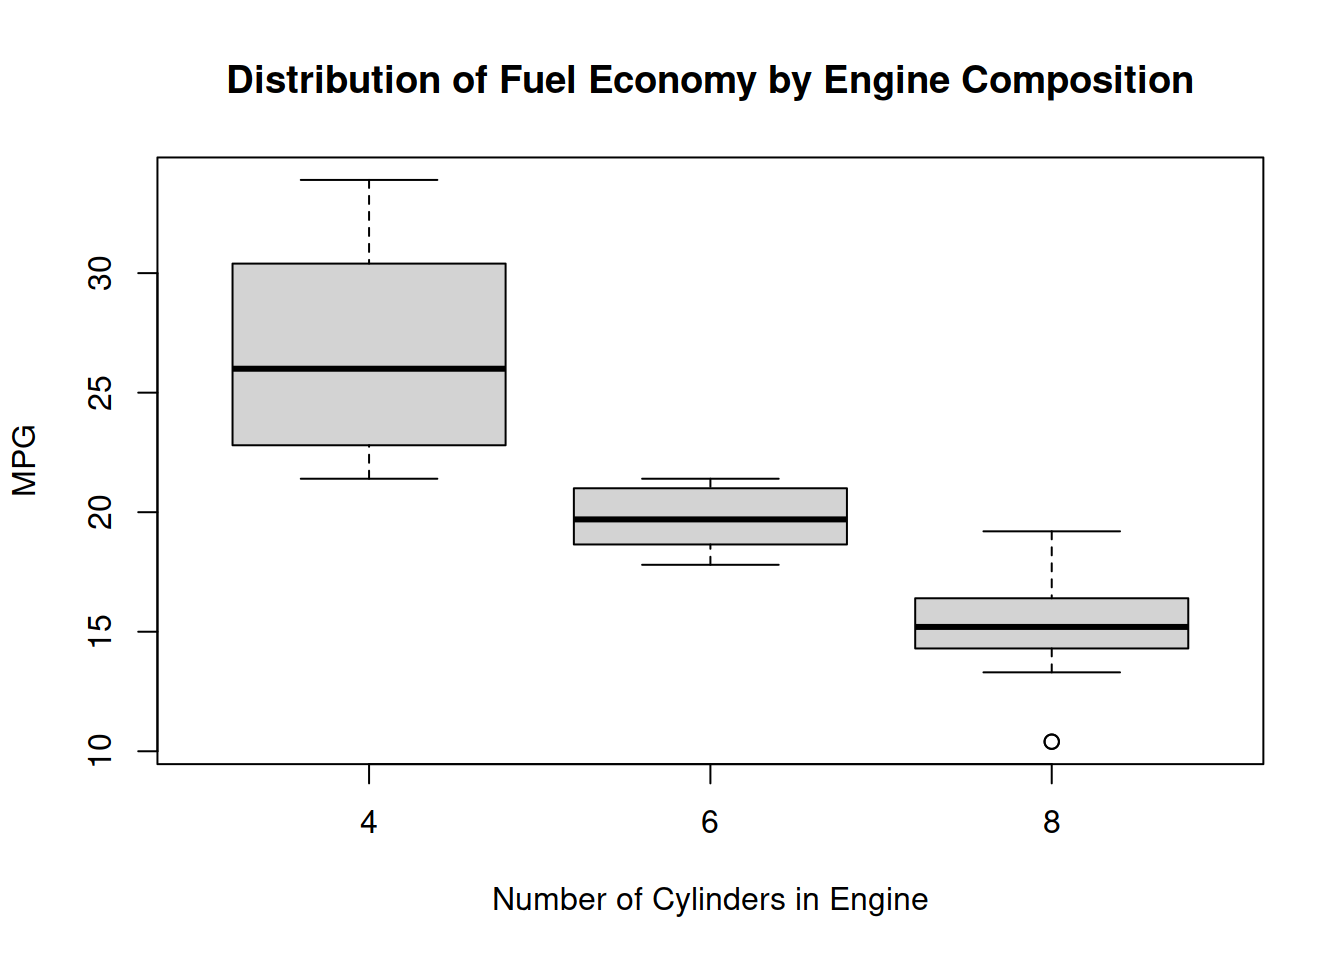 Distribution of Fuel Economy by Engine Composition
MPG
30
25
20
15
10
4
6
8
Number of Cylinders in Engine